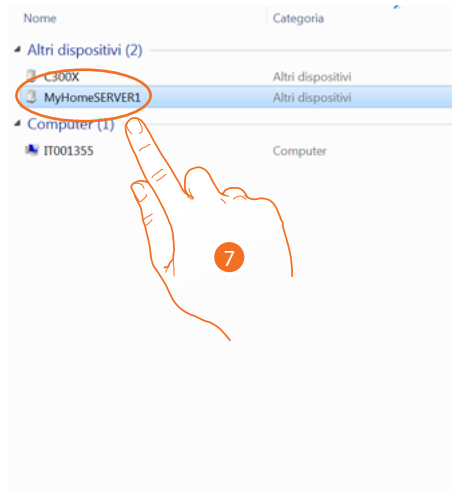 Nome Categoria
Altri dispositivi (2)
C300X Altri dispositivi
MyHomeSERVER1 Altri dispositivi
Computer (1)
IT001355 Computer
7